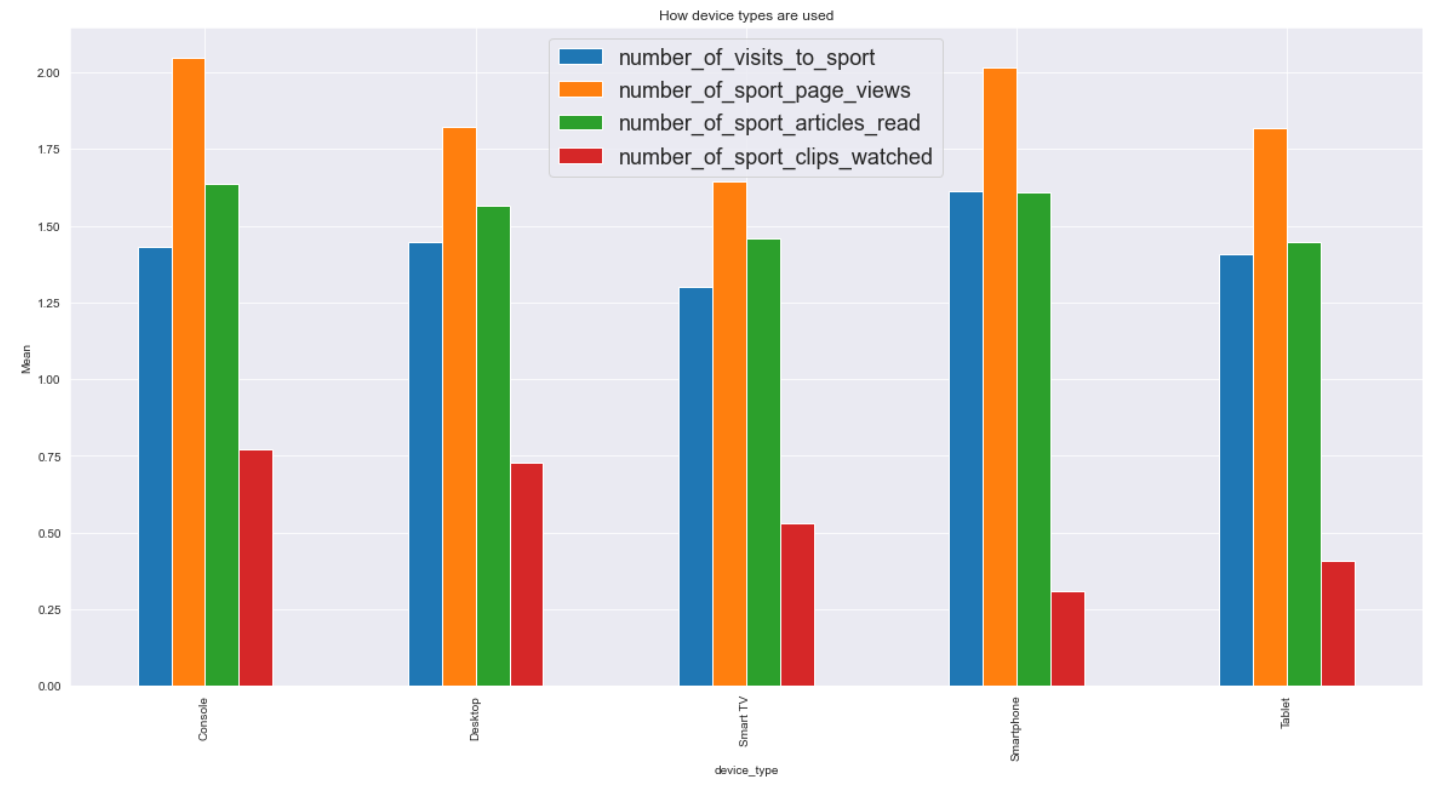 How device types are used
number_of_visits_to_sport
number_of_sport_page_views
number_of_sport_articles_read
number_of_sport_clips_watched
2.00
1.75
1.50
1.25
1.00
0.75
0.50
0.25
0.00
Mean
Console
Desktop
Smart TV
Smartphone
Tablet
device_type